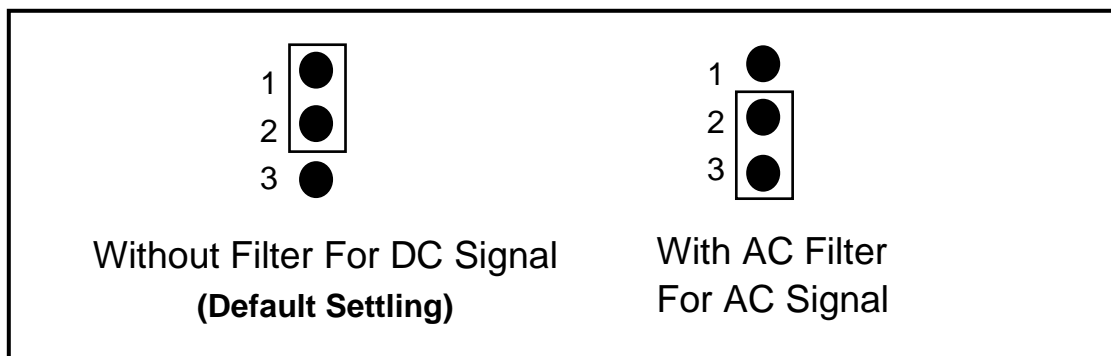 1
2
3
Without Filter For DC Signal
(Default Settling)
1
2
3
With AC Filter
For AC Signal